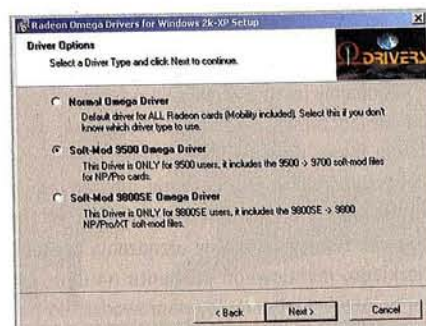 Radeon Omega Drivers for Windows 2k-XP Setup
Driver Options
Select a Driver Type and click Next to continue.
DRIVERS
Normal Omega Driver
Default driver for ALL Radeon cards (Mobility included). Select this if you don't
know which driver type to use.
Soft-Mod 9500 Omega Driver
This Driver is ONLY for 9500 users, it includes the 9500 -> 9700 soft-mod files
for NP/Pro cards.
Soft-Mod 9800SE Omega Driver
This Driver is ONLY for 9800SE users, it includes the 9800SE -> 9800
NP/Pro/XT soft-mod files.
< Back Next > Cancel